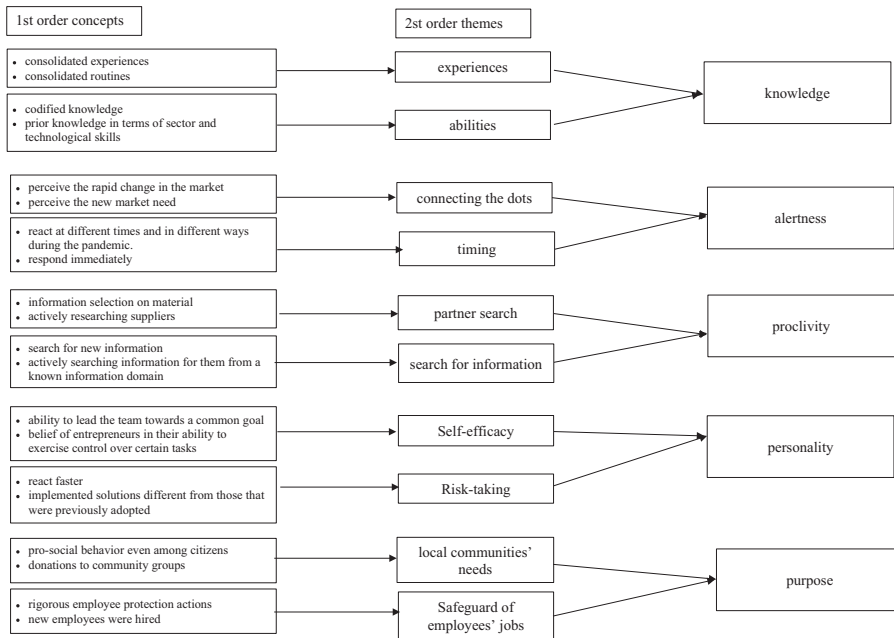 1st order concepts
2st order themes
• consolidated experiences
• consolidated routines
experiences
knowledge
• codified knowledge
• prior knowledge in terms of sector and
technological skills
abilities
• perceive the rapid change in the market
• perceive the new market need
connecting the dots
alertness
• react at different times and in different ways
during the pandemic.
• respond immediately
timing
• information selection on material
• actively researching suppliers
partner search
proclivity
• search for new information
• actively searching information for them from a
known information domain
search for information
• ability to lead the team towards a common goal
• belief of entrepreneurs in their ability to
exercise control over certain tasks
Self-efficacy
personality
• react faster
• implemented solutions different from those that
were previously adopted
Risk-taking
• pro-social behavior even among citizens
• donations to community groups
local communities’
needs
purpose
• rigorous employee protection actions
• new employees were hired
Safeguard of
employees’ jobs